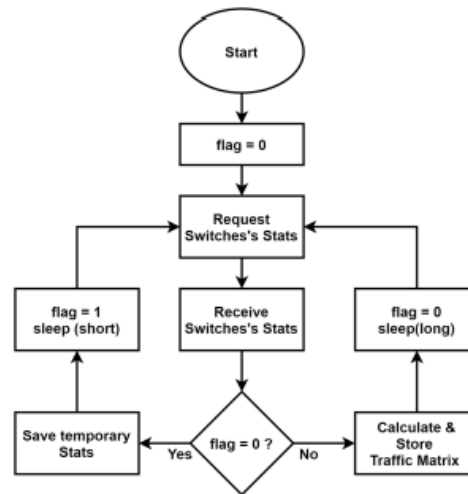 Start
flag = 0
Request
Switches's Stats
flag = 1
sleep (short)
Receive
Switches's Stats
flag = 0
sleep(long)
Save temporary
Stats
Yes
flag = 0 ?
No
Calculate &
Store
Traffic Matrix